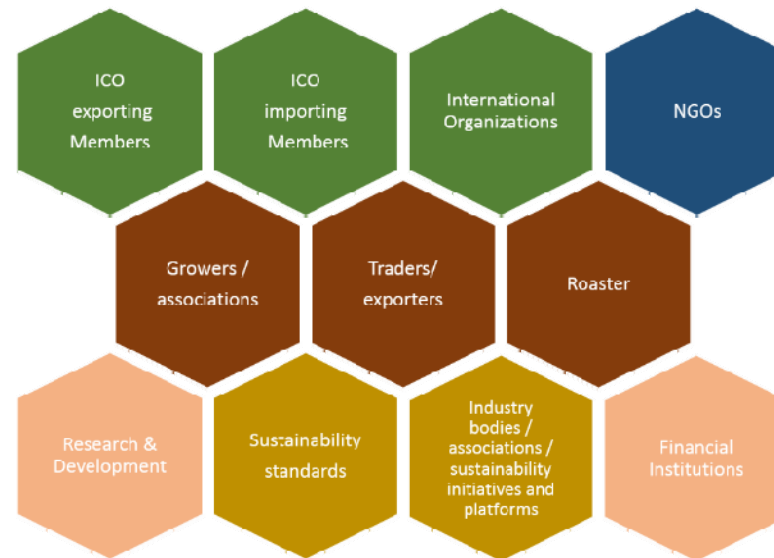 ICO
exporting
Members
ICO
importing
Members
International
Organizations
NGOs
Growers /
associations
Traders/
exporters
Roaster
Research &
Development
Sustainability
standards
Industry
bodies /
associations /
sustainability
initiatives and
platforms
Financial
Institutions